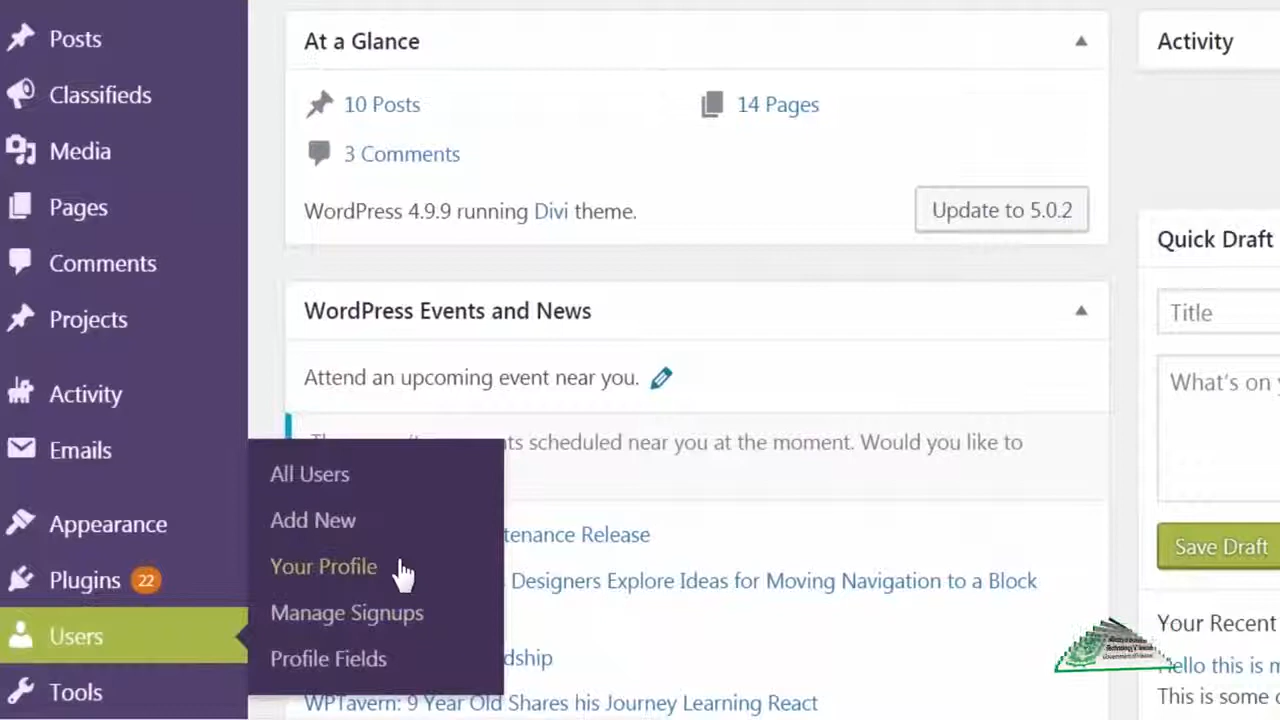 Posts
Classifieds
Media
Pages
Comments
Projects
Activity
Emails
Appearance
Plugins 22
Users
Tools
All Users
Add New
Your Profile
Manage Signups
Profile Fields
At a Glance
10 Posts
14 Pages
3 Comments
WordPress 4.9.9 running Divi theme.
Update to 5.0.2
WordPress Events and News
Attend an upcoming event near you.
scheduled near you at the moment. Would you like to
tenance Release
Designers Explore Ideas for Moving Navigation to a Block
dship
WPTavern: 9 Year Old Shares his Journey Learning React
Activity
Quick Draft
Title
What's on
Save Draft
Your Recent
Hello this is m
This is some